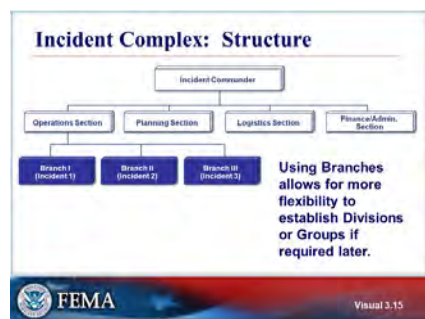 Incident Complex: Structure
Incident Commander
Operations Section
Planning Section
Logistics Section
Finance/Admin.
Section
Branch I
(Incident 1)
Branch II
(Incident 2)
Branch III
(Incident 3)
Using Branches
allows for more
flexibility to
establish Divisions
or Groups if
required later.
FEMA
Visual 3.15